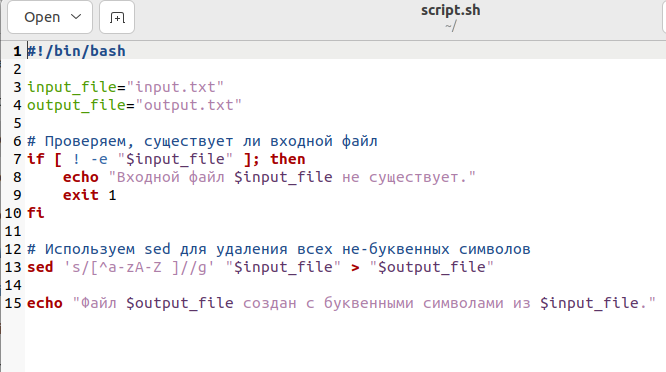 Open
script.sh
~/
1 #!/bin/bash
2
3 input_file="input.txt"
4 output_file="output.txt"
5
6 # Проверяем, существует ли входной файл
7 if [ ! -e "$input_file" ]; then
8     echo "Входной файл $input_file не существует."
9     exit 1
10 fi
11
12 # Используем sed для удаления всех не-буквенных символов
13 sed 's/[^a-zA-Z ]//g' "$input_file" > "$output_file"
14
15 echo "Файл $output_file создан с буквенными символами из $input_file."